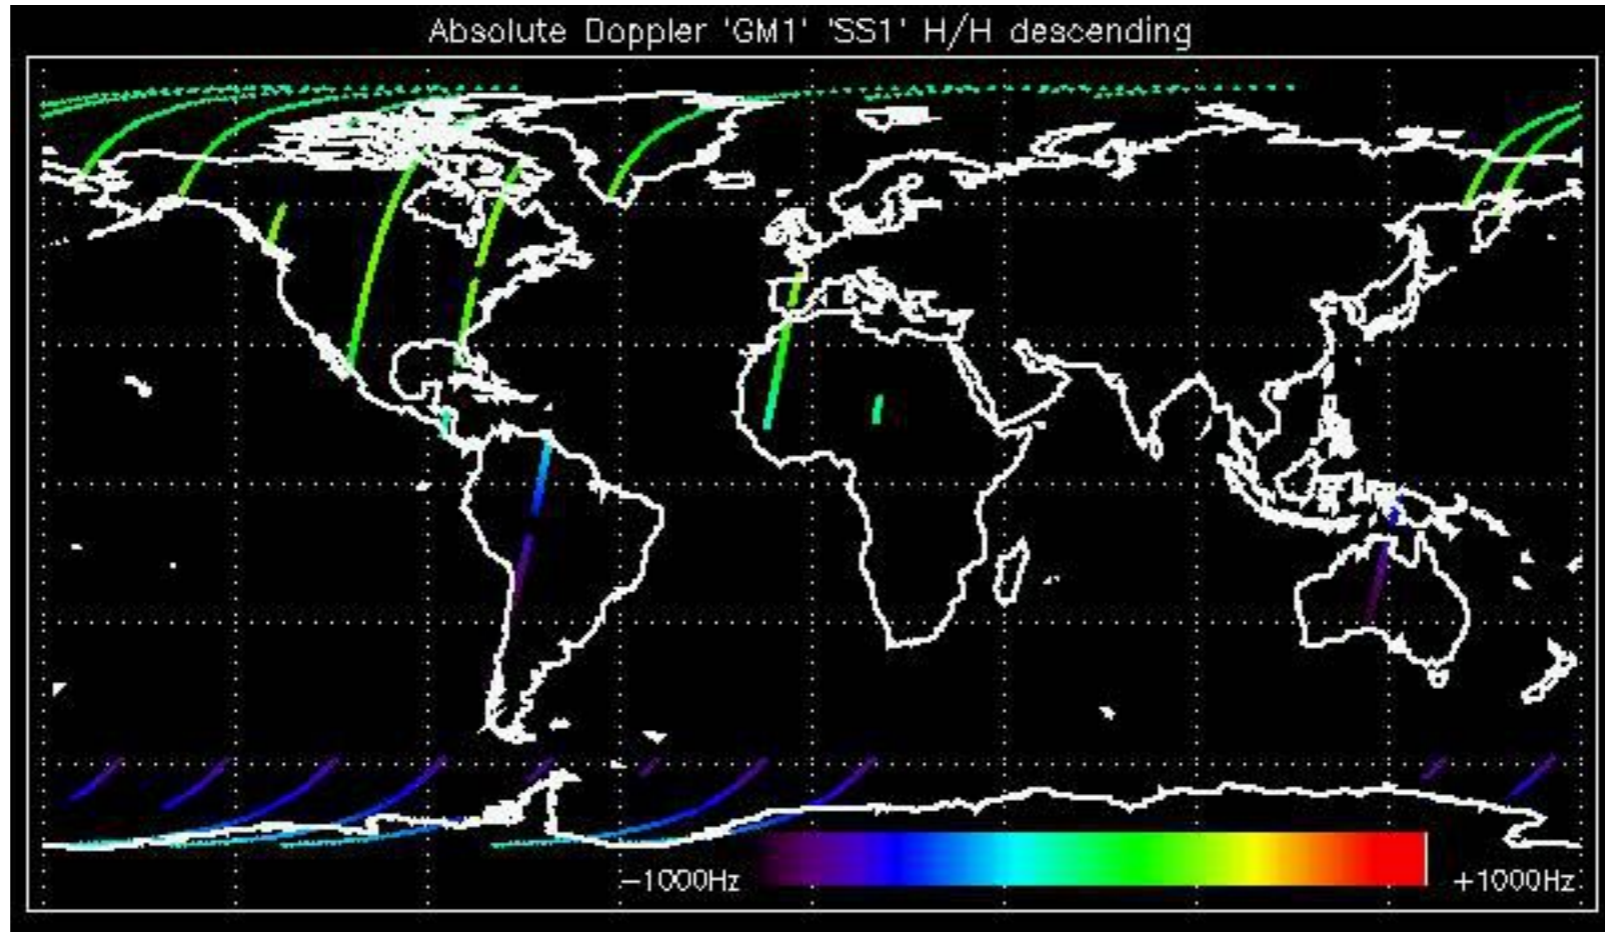 Absolute Doppler 'GM1' 'SS1' H/H descending
−1000Hz
+1000Hz